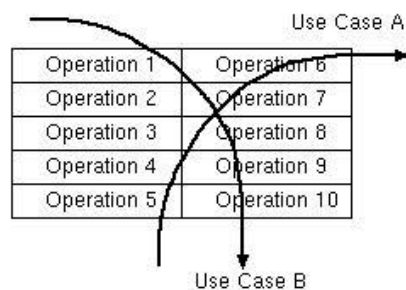 Use Case A
Operation 1 Operation 6
Operation 2 Operation 7
Operation 3 Operation 8
Operation 4 Operation 9
Operation 5 Operation 10
Use Case B